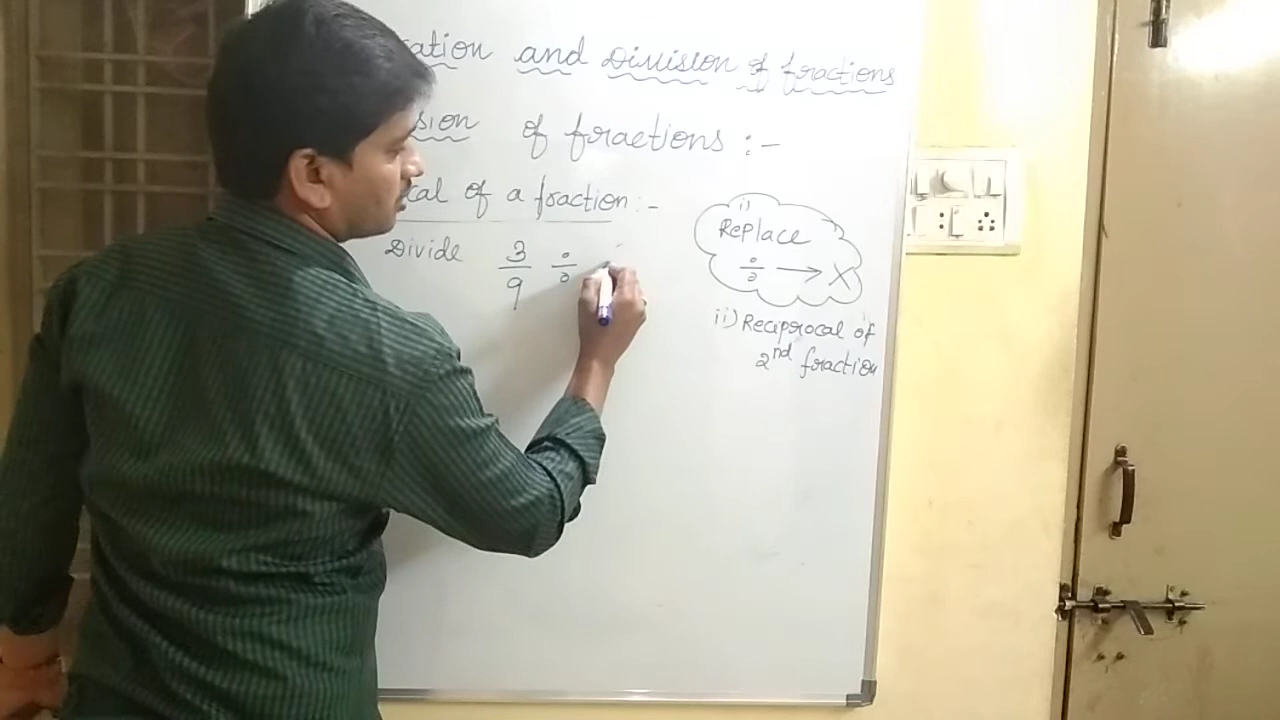 cation and Division of fractions
sion of fractions :-
cal of a fraction :-
Divide 3/9 ÷
i)
Replace
÷ → X
ii) Reciprocal of
2nd fraction